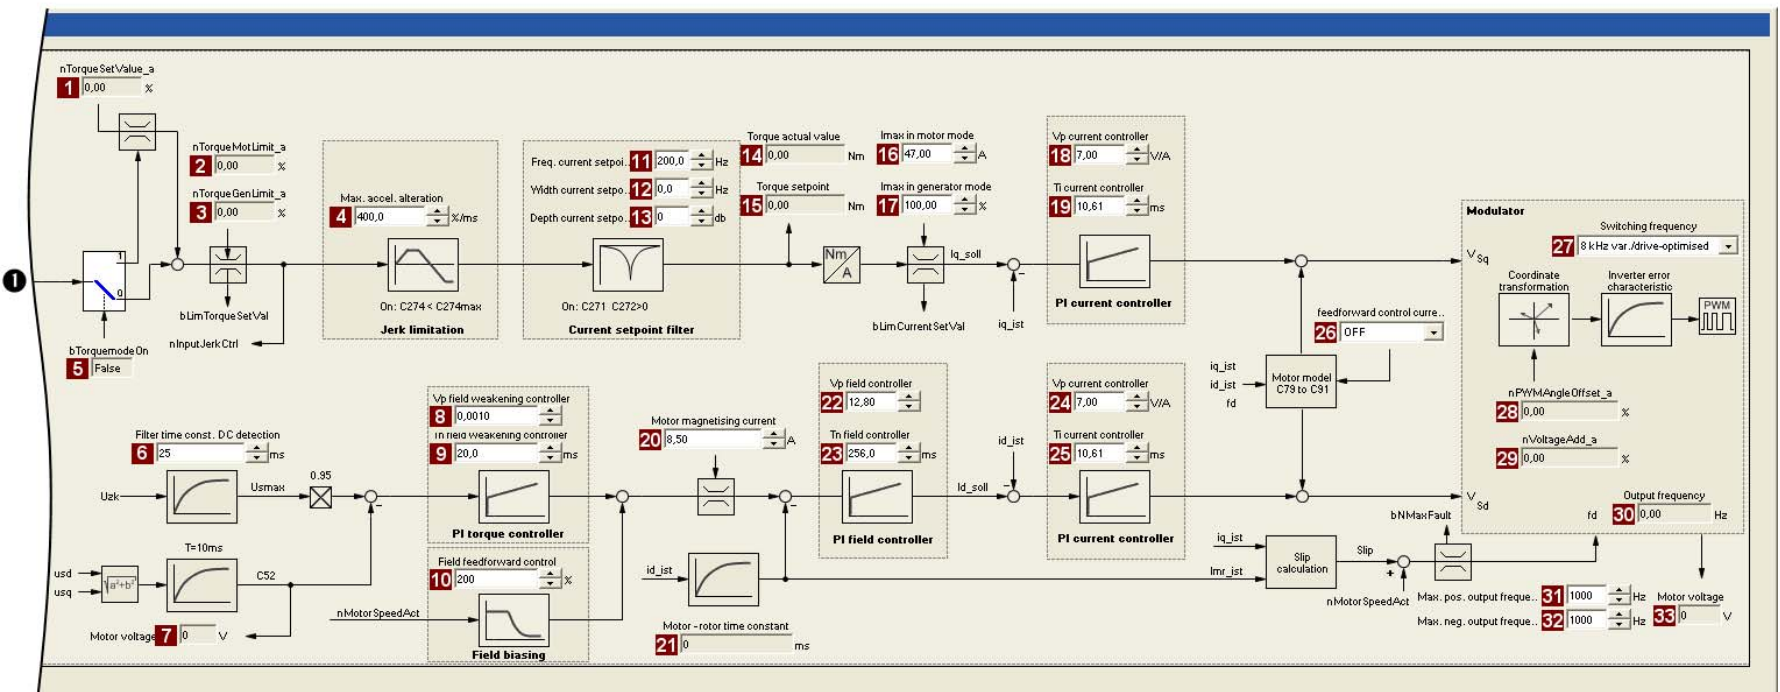 nTorqueSetValue_a
1 0,00 %
nTorqueMotLimit_a
2 0,00 %
nTorqueGenLimit_a
3 0,00 %
1
0
bLimTorqueSetVal
nInputJerkCtrl
bTorquemodeOn
5 False
Max. accel. alteration
4 400,0 %/ms
On: C274 < C274max
Jerk limitation
Freq. current setpoi.. 11 200,0 Hz
Width current setpo.. 12 0,0 Hz
Depth current setpo.. 13 0 db
On: C271 C272>0
Current setpoint filter
Torque actual value
14 0,00 Nm
Torque setpoint
15 0,00 Nm
Nm
A
Imax in motor mode
16 47,00 A
Imax in generator mode
17 100,00 %
Iq_soll
bLimCurrentSetVal
-
iq_ist
Vp current controller
18 7,00 V/A
Ti current controller
19 10,61 ms
PI current controller
Modulator
Switching frequency
27 8 kHz var./drive-optimised
VSq
Coordinate
transformation
Inverter error
characteristic
PWM
feedforward control curre..
26 OFF
iq_ist
id_ist
fd
Motor model
C79 to C91
nPWMAngleOffset_a
28 0,00 %
nVoltageAdd_a
29 0,00 %
VSd
fd
Output frequency
30 0,00 Hz
Filter time const. DC detection
6 25 ms
Uzk
Usmax
0.95
-
T=10ms
usd
usq
√a²+b²
C52
Motor voltage 7 0 V
Vp field weakening controller
8 0,0010
Tn field weakening controller
9 20,0 ms
PI torque controller
Field feedforward control
10 200 %
nMotorSpeedAct
Field biasing
Motor magnetising current
20 8,50 A
id_ist
-
Motor -rotor time constant
21 0 ms
Vp field controller
22 12,80
Tn field controller
23 256,0 ms
PI field controller
Id_soll
id_ist
-
Vp current controller
24 7,00 V/A
Ti current controller
25 10,61 ms
PI current controller
iq_ist
Imr_ist
Slip
calculation
Slip
+
nMotorSpeedAct
bNMaxFault
Max. pos. output freque.. 31 1000 Hz
Max. neg. output freque.. 32 1000 Hz
Motor voltage
33 0 V